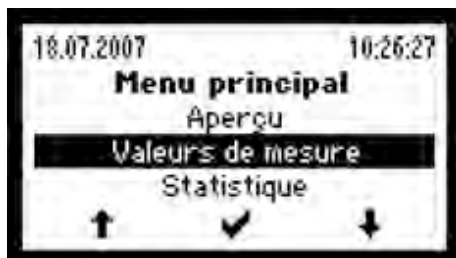 18.07.2007 10:26:27
Menu principal
Aperçu
Valeurs de mesure
Statistique